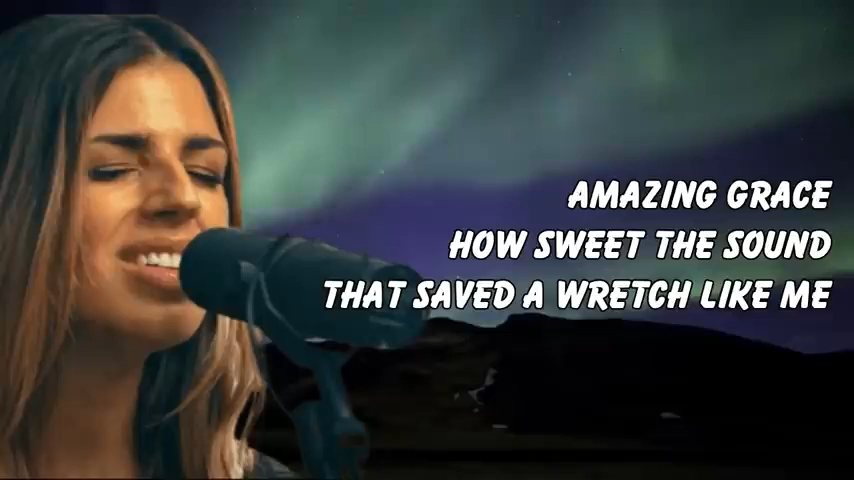 AMAZING GRACE
HOW SWEET THE SOUND
THAT SAVED A WRETCH LIKE ME